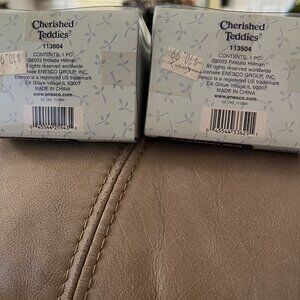 Cherished
Teddies®
113804
CONTENTS: 1 PC
©2003 Priscilla Hillman
All rights reserved worldwide
Licensee ENESCO GROUP, INC.
ENESCO is a registered US trademark
Elk Grove Village IL 60007
MADE IN CHINA
www.enesco.com
Cherished
Teddies®
113504
CONTENTS: 1 PC
©2003 Priscilla Hillman
All rights reserved worldwide
Licensee ENESCO GROUP, INC.
ENESCO is a registered US trademark
Elk Grove Village, IL 60007
MADE IN CHINA
www.enesco.com